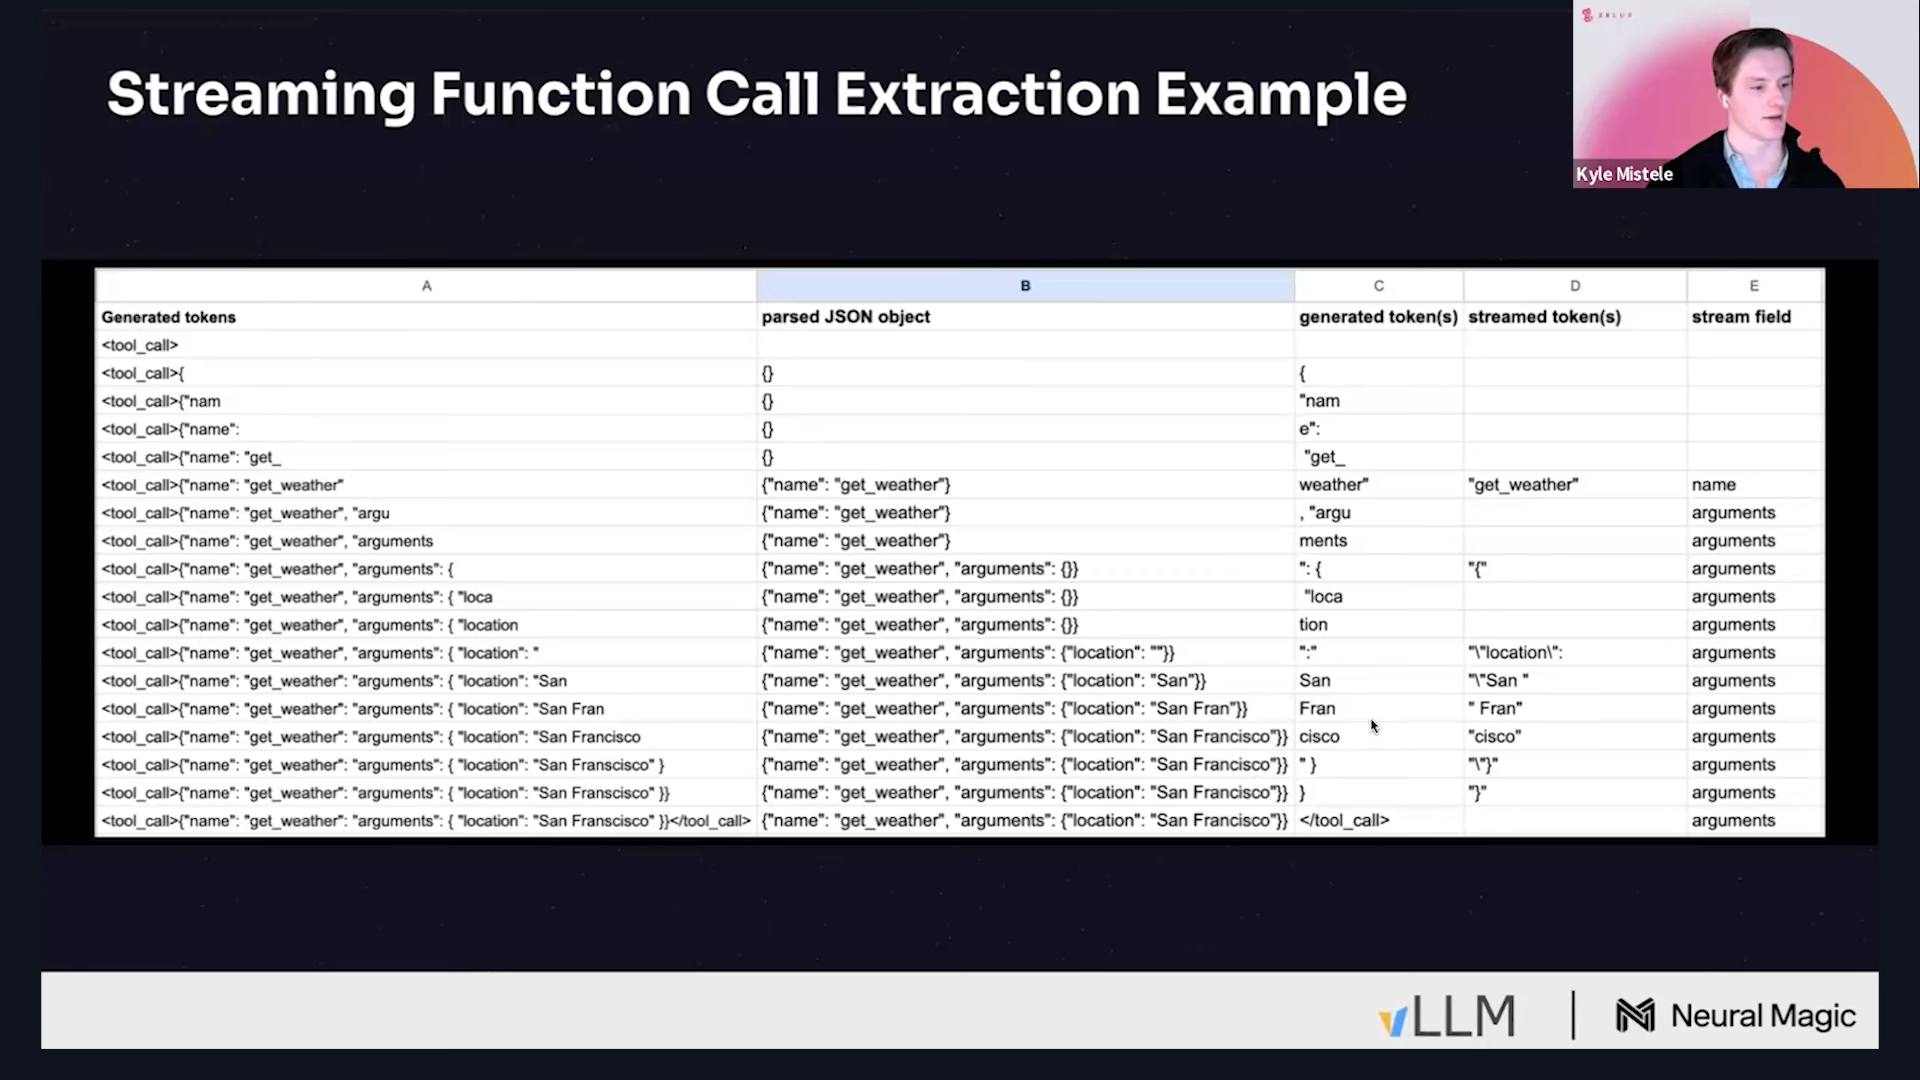 Streaming Function Call Extraction Example
ZELUS
Kyle Mistele
A B C D E
Generated tokens parsed JSON object generated token(s) streamed token(s) stream field
<tool_call>
<tool_call>{ {} {
<tool_call>{"nam {} "nam
<tool_call>{"name": {} e":
<tool_call>{"name": "get_ {} "get_
<tool_call>{"name": "get_weather" {"name": "get_weather"} weather" "get_weather" name
<tool_call>{"name": "get_weather", "argu {"name": "get_weather"} , "argu arguments
<tool_call>{"name": "get_weather", "arguments {"name": "get_weather"} ments arguments
<tool_call>{"name": "get_weather", "arguments": { {"name": "get_weather", "arguments": {}} ": { "{" arguments
<tool_call>{"name": "get_weather", "arguments": { "loca {"name": "get_weather", "arguments": {}} "loca arguments
<tool_call>{"name": "get_weather", "arguments": { "location {"name": "get_weather", "arguments": {}} tion arguments
<tool_call>{"name": "get_weather", "arguments": { "location": " {"name": "get_weather", "arguments": {"location": ""}} ":" "\"location\": arguments
<tool_call>{"name": "get_weather": "arguments": { "location": "San {"name": "get_weather", "arguments": {"location": "San"}} San "\"San " arguments
<tool_call>{"name": "get_weather": "arguments": { "location": "San Fran {"name": "get_weather", "arguments": {"location": "San Fran"}} Fran " Fran" arguments
<tool_call>{"name": "get_weather": "arguments": { "location": "San Francisco {"name": "get_weather", "arguments": {"location": "San Francisco"}} cisco "cisco" arguments
<tool_call>{"name": "get_weather": "arguments": { "location": "San Franscisco" } {"name": "get_weather", "arguments": {"location": "San Francisco"}} " } "\"}" arguments
<tool_call>{"name": "get_weather": "arguments": { "location": "San Franscisco" }} {"name": "get_weather", "arguments": {"location": "San Francisco"}} } "}" arguments
<tool_call>{"name": "get_weather": "arguments": { "location": "San Franscisco" }}</tool_call> {"name": "get_weather", "arguments": {"location": "San Francisco"}} </tool_call> arguments
vLLM | Neural Magic